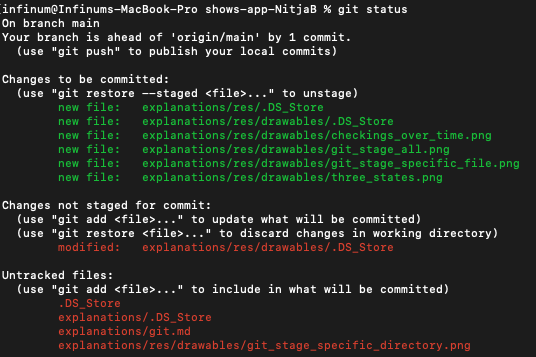 [infinum@Infinums-MacBook-Pro shows-app-NitjaB % git status
On branch main
Your branch is ahead of 'origin/main' by 1 commit.
  (use "git push" to publish your local commits)

Changes to be committed:
  (use "git restore --staged <file>..." to unstage)
        new file:   explanations/res/.DS_Store
        new file:   explanations/res/drawables/.DS_Store
        new file:   explanations/res/drawables/checkings_over_time.png
        new file:   explanations/res/drawables/git_stage_all.png
        new file:   explanations/res/drawables/git_stage_specific_file.png
        new file:   explanations/res/drawables/three_states.png

Changes not staged for commit:
  (use "git add <file>..." to update what will be committed)
  (use "git restore <file>..." to discard changes in working directory)
        modified:   explanations/res/drawables/.DS_Store

Untracked files:
  (use "git add <file>..." to include in what will be committed)
        .DS_Store
        explanations/.DS_Store
        explanations/git.md
        explanations/res/drawables/git_stage_specific_directory.png